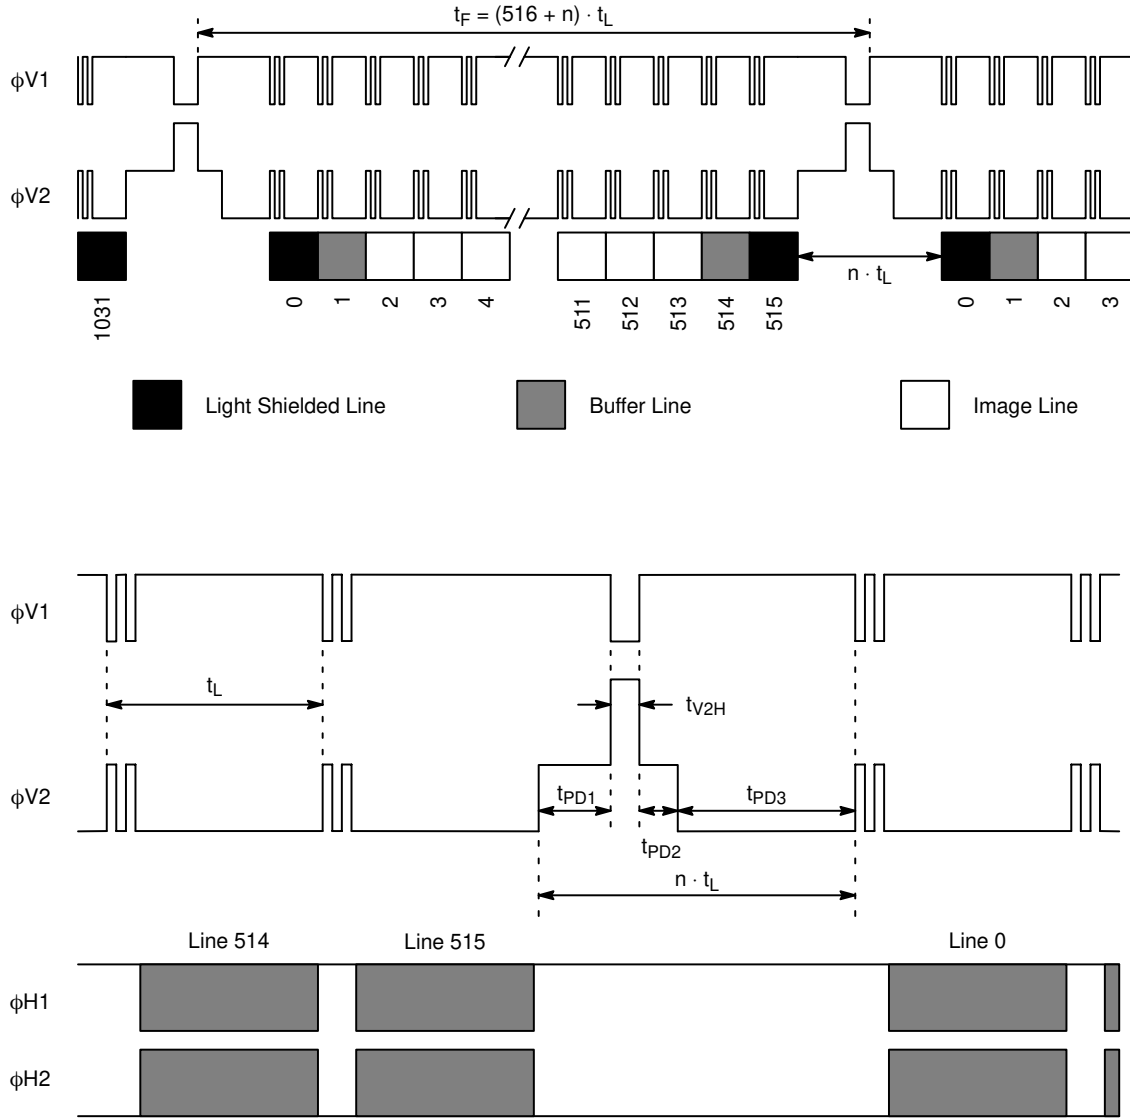 t_F = (516 + n) · t_L
ϕV1
ϕV2
n · t_L
1031
0
1
2
3
4
511
512
513
514
515
0
1
2
3
Light Shielded Line
Buffer Line
Image Line
ϕV1
t_L
t_V2H
ϕV2
t_PD1
t_PD3
t_PD2
n · t_L
Line 514
Line 515
Line 0
ϕH1
ϕH2